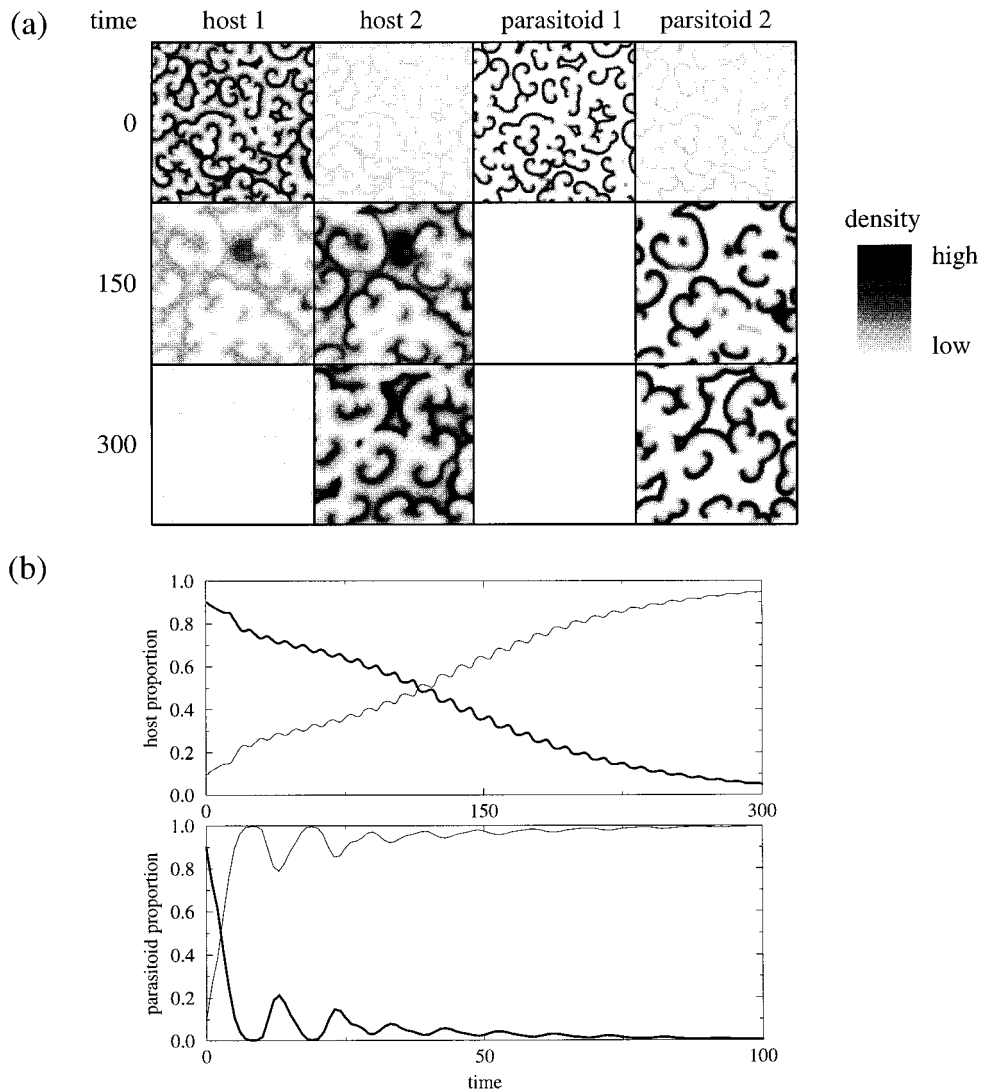 (a) time host 1 host 2 parasitoid 1 parsitoid 2
0
150
300
density
high
low
(b)
1.0
0.8
0.6
0.4
0.2
0.0
host proportion
0 150 300
1.0
0.8
0.6
0.4
0.2
0.0
parasitoid proportion
0 50 100
time